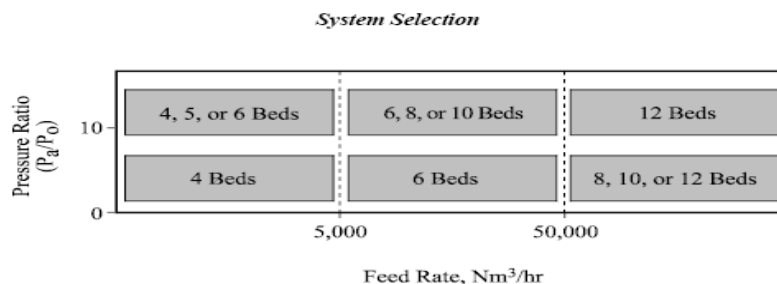 System Selection
Pressure Ratio
(Pa/P0)
10
0
4, 5, or 6 Beds
6, 8, or 10 Beds
12 Beds
4 Beds
6 Beds
8, 10, or 12 Beds
5,000
50,000
Feed Rate, Nm³/hr